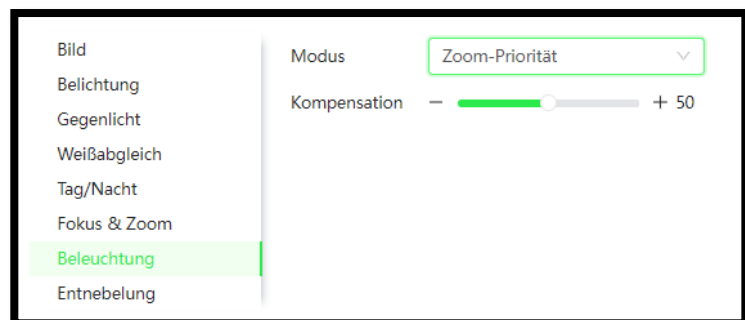 Bild
Belichtung
Gegenlicht
Weißabgleich
Tag/Nacht
Fokus & Zoom
Beleuchtung
Entnebelung
Modus Zoom-Priorität
Kompensation − + 50